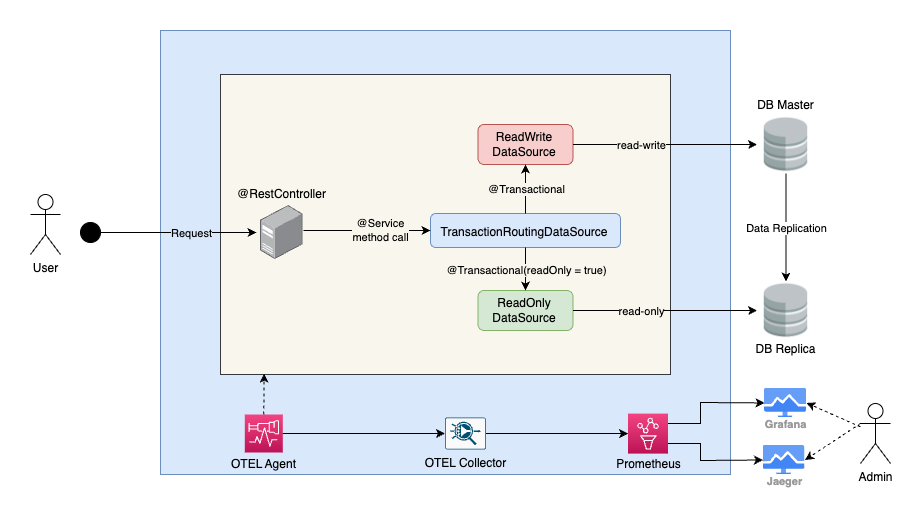 DB Master
ReadWrite
DataSource
read-write
@Transactional
@RestController
@Service
method call
TransactionRoutingDataSource
Request
User
Data Replication
@Transactional(readOnly = true)
ReadOnly
DataSource
read-only
DB Replica
Grafana
OTEL Agent
OTEL Collector
Prometheus
Jaeger
Admin